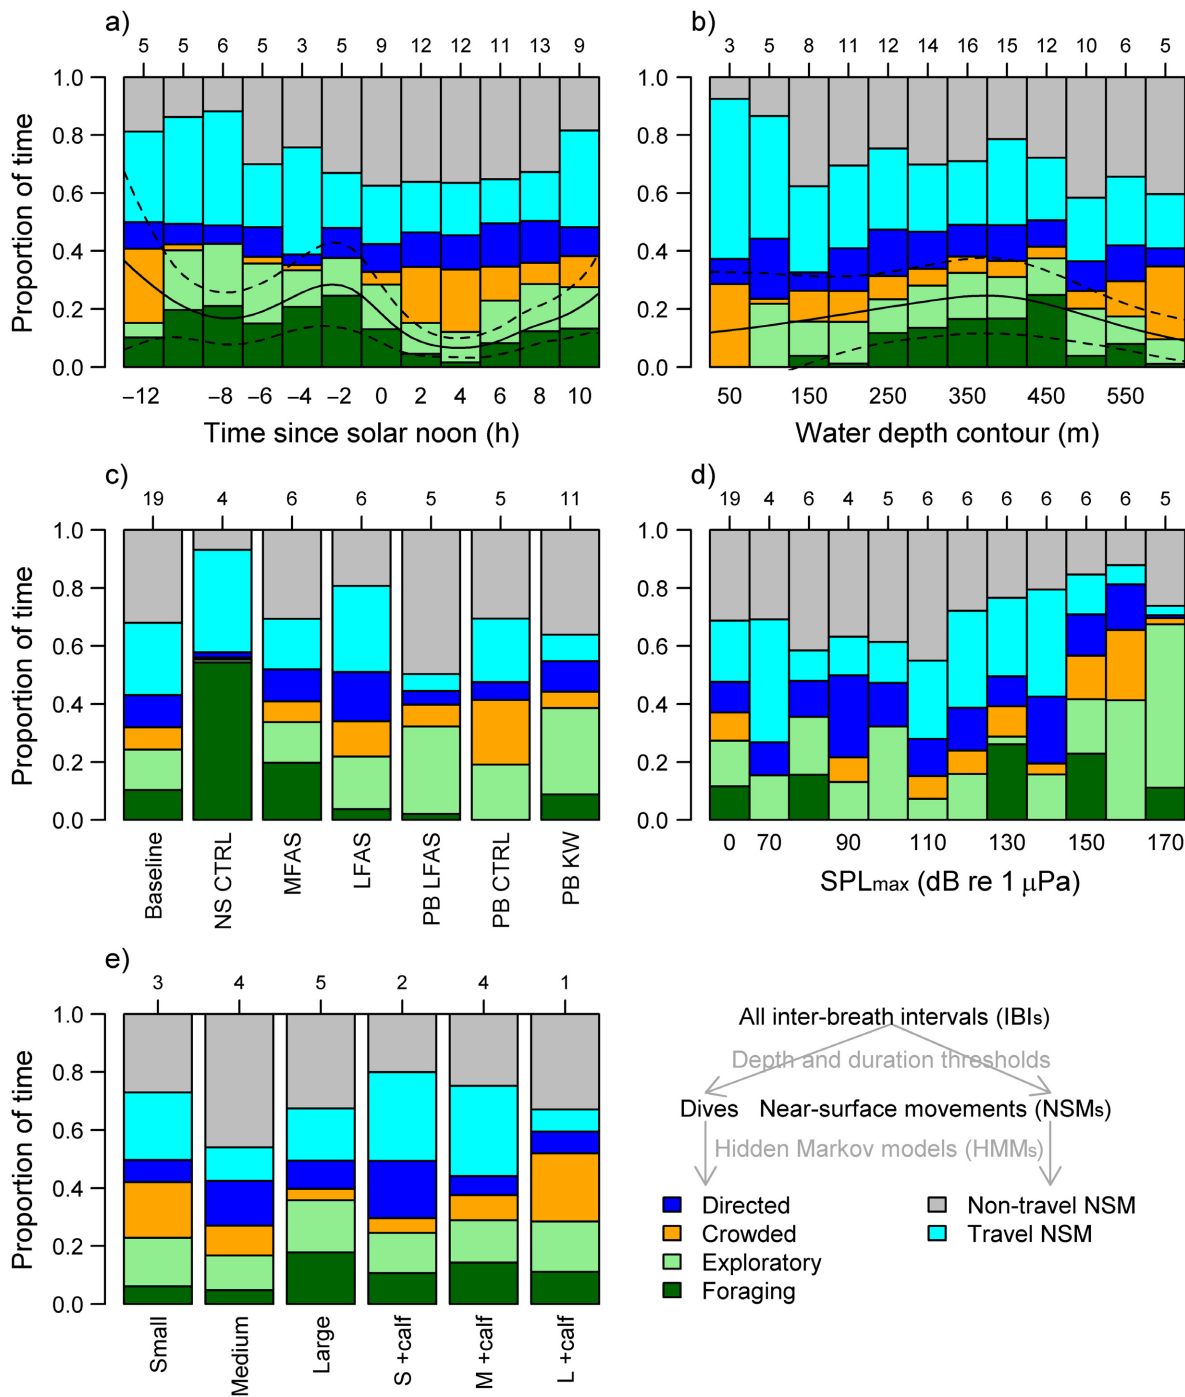 a)
5 5 6 5 3 5 9 12 12 11 13 9
1.0
0.8
0.6
0.4
0.2
0.0
Proportion of time
−12 −8 −6 −4 −2 0 2 4 6 8 10
Time since solar noon (h)
b)
3 5 8 11 12 14 16 15 12 10 6 5
1.0
0.8
0.6
0.4
0.2
0.0
50 150 250 350 450 550
Water depth contour (m)
c)
19 4 6 6 5 5 11
1.0
0.8
0.6
0.4
0.2
0.0
Proportion of time
Baseline
NS CTRL
MFAS
LFAS
PB LFAS
PB CTRL
PB KW
d)
19 4 6 4 5 6 6 6 6 6 6 5
1.0
0.8
0.6
0.4
0.2
0.0
0 70 90 110 130 150 170
SPLmax (dB re 1 μPa)
e)
3 4 5 2 4 1
1.0
0.8
0.6
0.4
0.2
0.0
Proportion of time
Small
Medium
Large
S +calf
M +calf
L +calf
All inter-breath intervals (IBIs)
Depth and duration thresholds
Dives Near-surface movements (NSMs)
Hidden Markov models (HMMs)
Directed
Crowded
Exploratory
Foraging
Non-travel NSM
Travel NSM